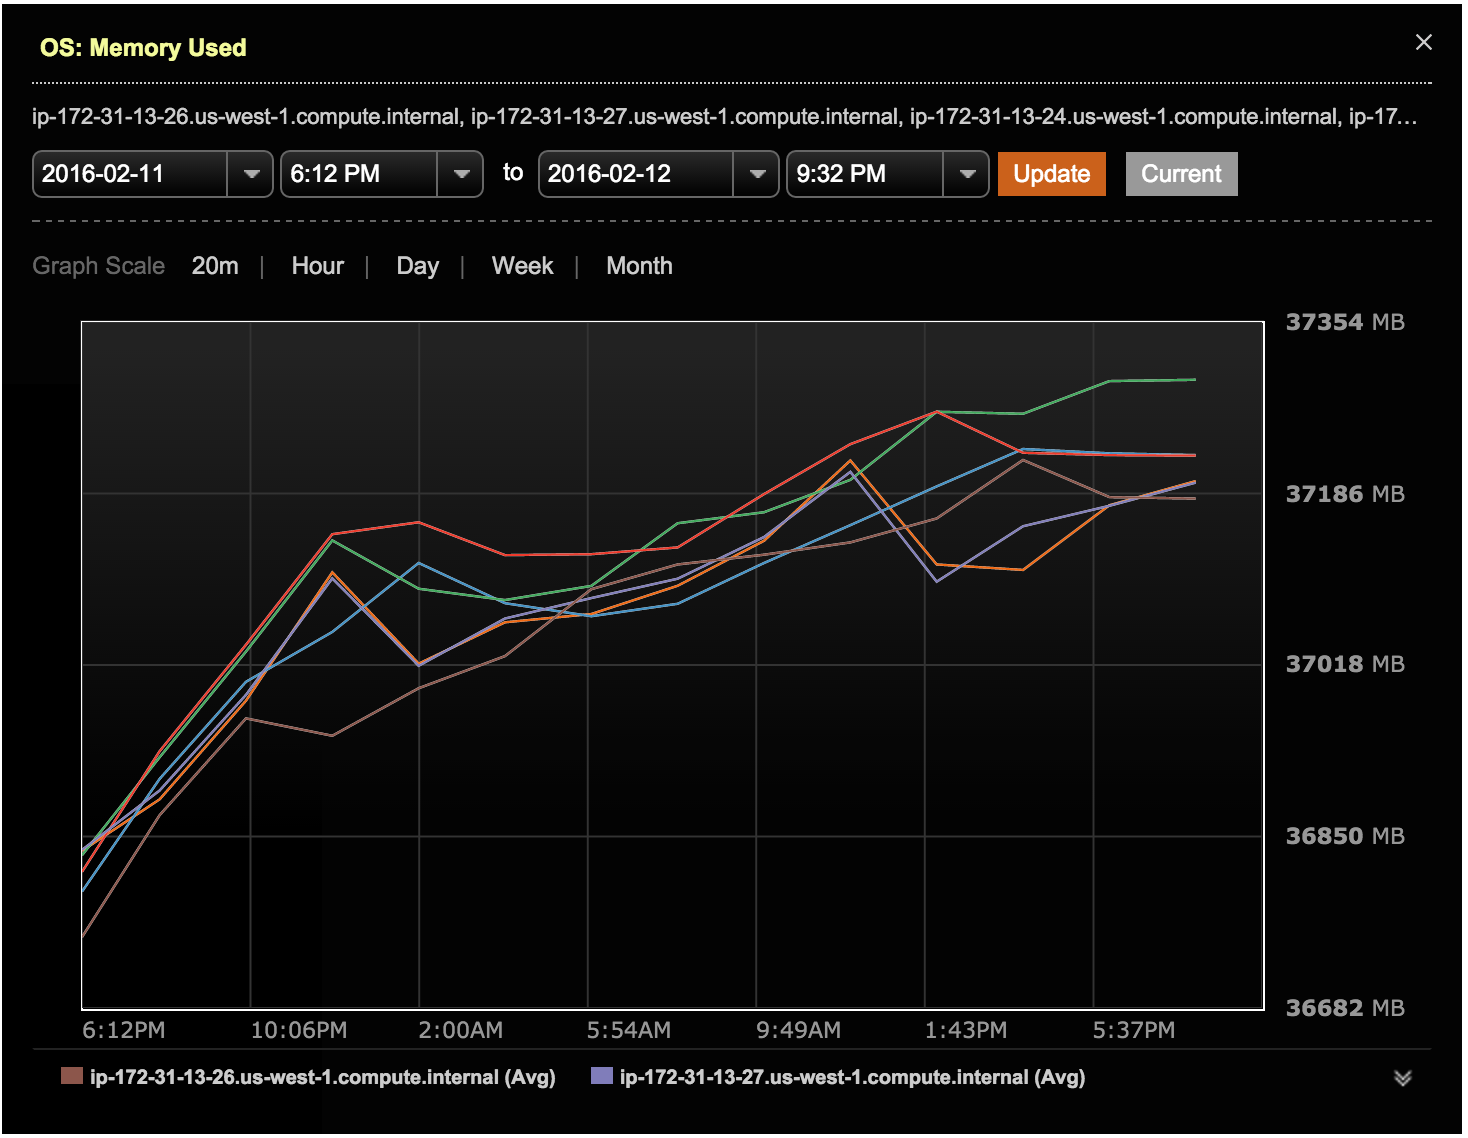 OS: Memory Used
ip-172-31-13-26.us-west-1.compute.internal, ip-172-31-13-27.us-west-1.compute.internal, ip-172-31-13-24.us-west-1.compute.internal, ip-17...
2016-02-11 6:12 PM to 2016-02-12 9:32 PM Update Current
Graph Scale 20m | Hour | Day | Week | Month
37354 MB
37186 MB
37018 MB
36850 MB
36682 MB
6:12PM 10:06PM 2:00AM 5:54AM 9:49AM 1:43PM 5:37PM
ip-172-31-13-26.us-west-1.compute.internal (Avg) ip-172-31-13-27.us-west-1.compute.internal (Avg)